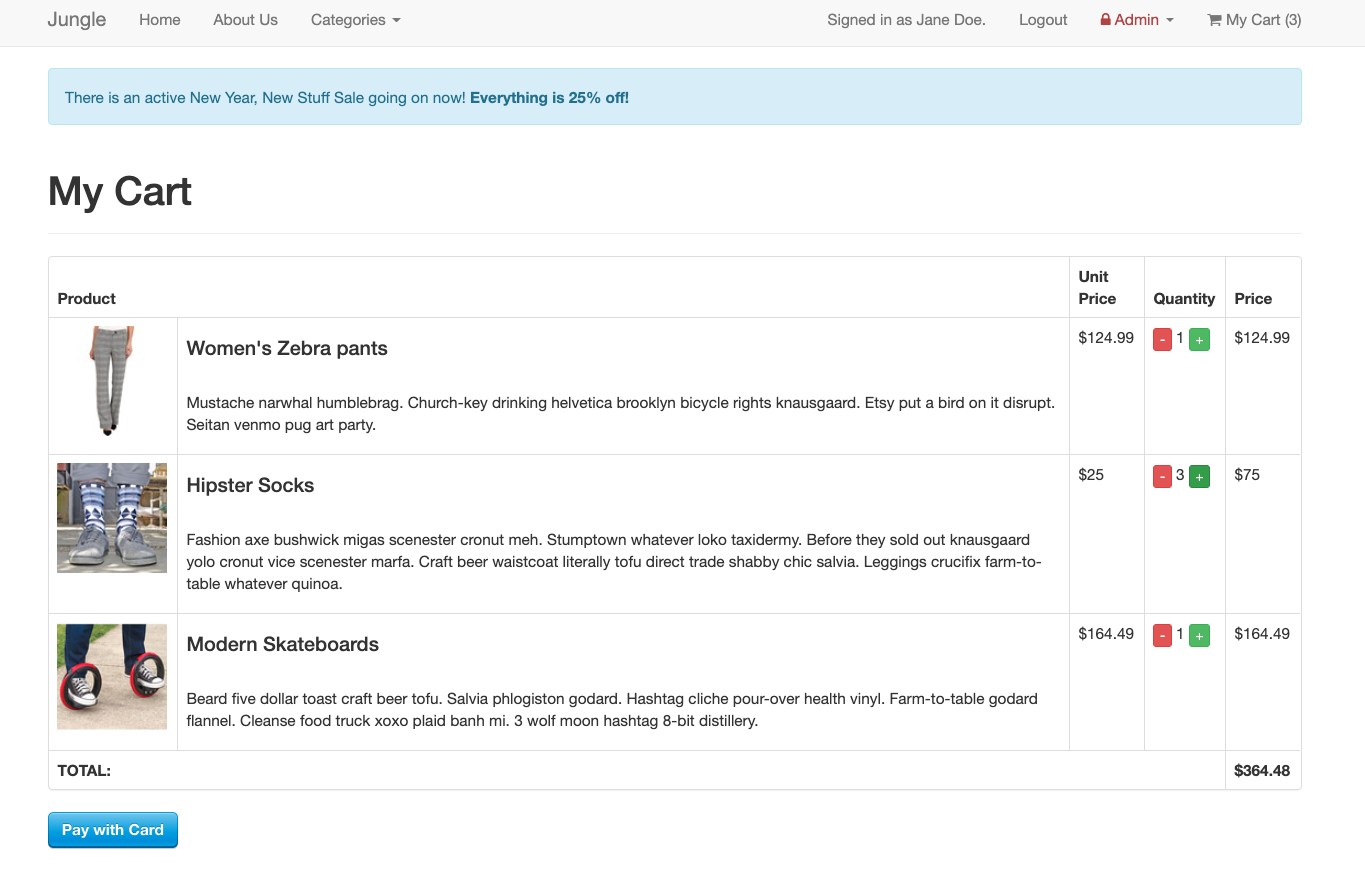 Jungle Home About Us Categories Signed in as Jane Doe. Logout Admin My Cart (3)
There is an active New Year, New Stuff Sale going on now! Everything is 25% off!
My Cart
Product Unit Price Quantity Price
Women's Zebra pants $124.99 - 1 + $124.99
Mustache narwhal humblebrag. Church-key drinking helvetica brooklyn bicycle rights knausgaard. Etsy put a bird on it disrupt.
Seitan venmo pug art party.
Hipster Socks $25 - 3 + $75
Fashion axe bushwick migas scenester cronut meh. Stumptown whatever loko taxidermy. Before they sold out knausgaard
yolo cronut vice scenester marfa. Craft beer waistcoat literally tofu direct trade shabby chic salvia. Leggings crucifix farm-to-
table whatever quinoa.
Modern Skateboards $164.49 - 1 + $164.49
Beard five dollar toast craft beer tofu. Salvia phlogiston godard. Hashtag cliche pour-over health vinyl. Farm-to-table godard
flannel. Cleanse food truck xoxo plaid banh mi. 3 wolf moon hashtag 8-bit distillery.
TOTAL: $364.48
Pay with Card